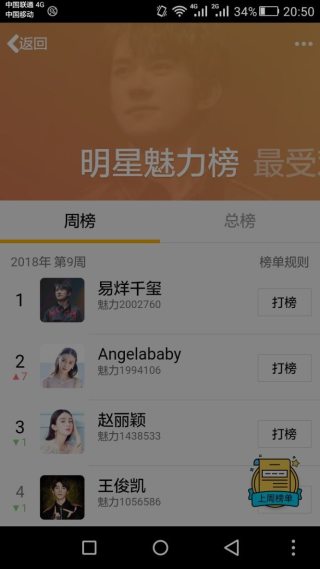 中国联通 4G
中国移动
4G 2G 34% 20:50
返回
明星魅力榜 最受
周榜 总榜
2018年 第9周 榜单规则
1 易烊千玺 打榜
魅力2002760
2 Angelababy 打榜
7 魅力1994106
3 赵丽颖 打榜
1 魅力1438533
4 王俊凯
1 魅力1056586
上周榜单